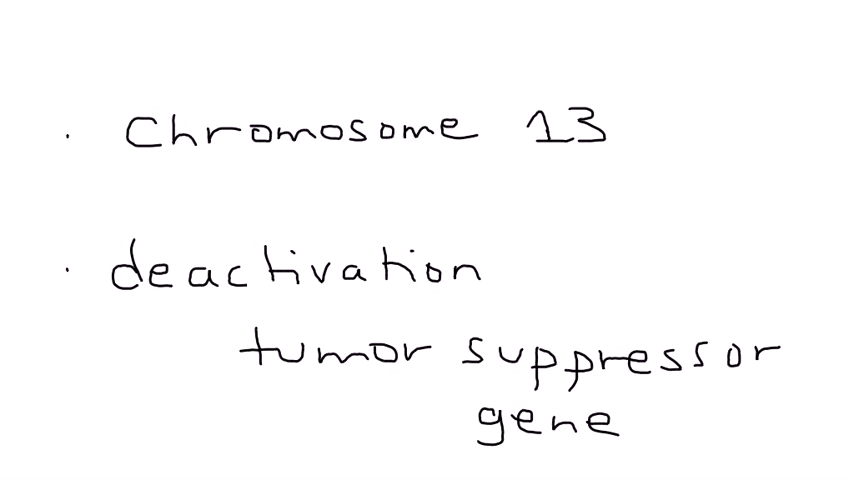 · Chromosome 13
· deactivation
tumor suppressor
gene